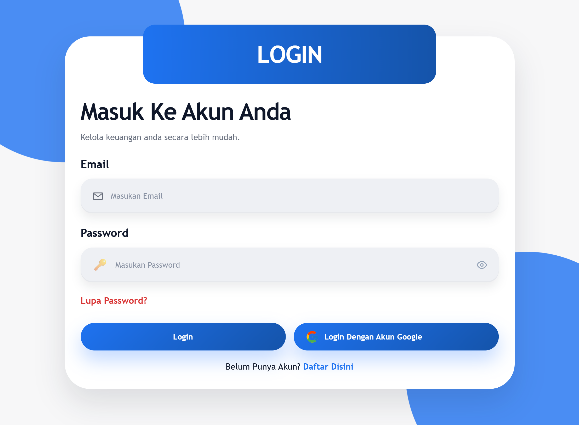 LOGIN
Masuk Ke Akun Anda
Kelola keuangan anda secara lebih mudah.
Email
Masukan Email
Password
Masukan Password
Lupa Password?
Login
Login Dengan Akun Google
Belum Punya Akun? Daftar Disini